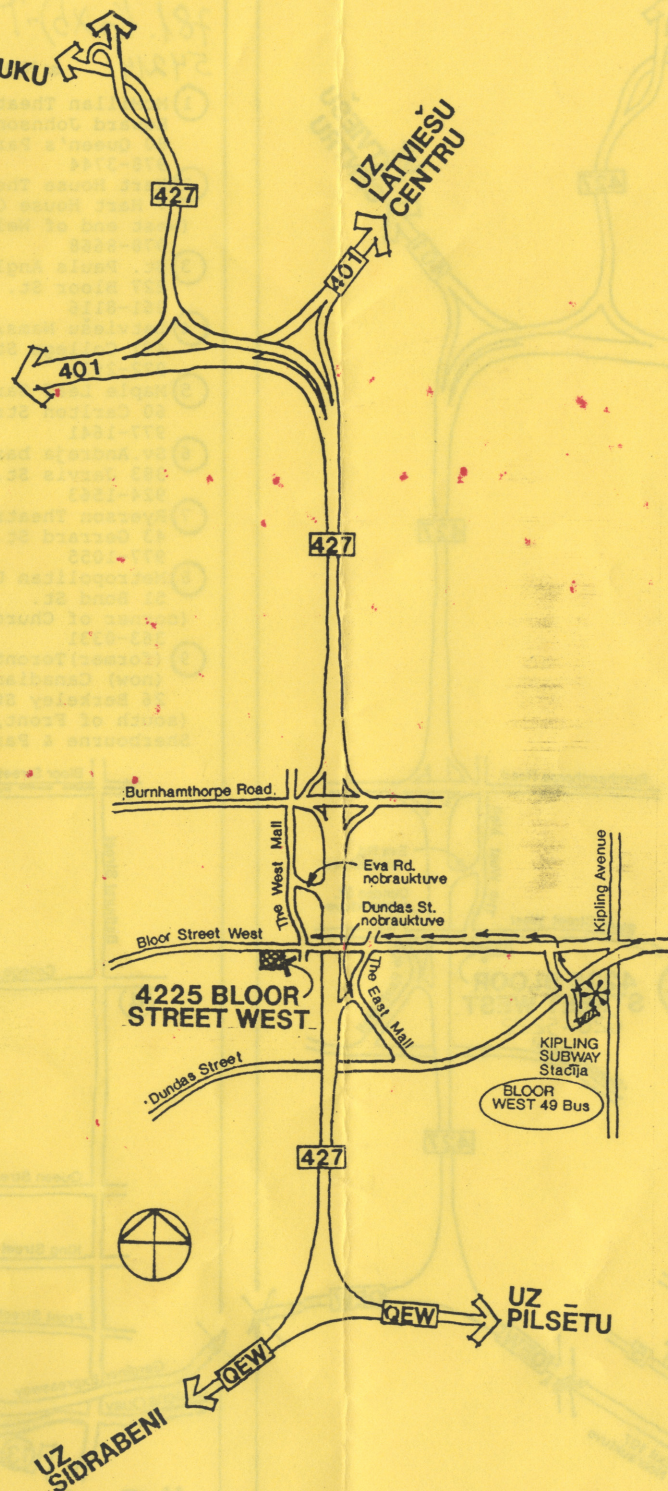 UKU
427
UZ
LATVIEŠU
CENTRU
401
401
427
Burnhamthorpe Road
The West Mall
Eva Rd.
nobrauktuve
Kipling Avenue
Dundas St.
nobrauktuve
Bloor Street West
The East Mall
4225 BLOOR
STREET WEST
KIPLING
SUBWAY
Stacija
Dundas Street
BLOOR
WEST 49 Bus
427
QEW
UZ
PILSĒTU
QEW
UZ
SIDRABENI